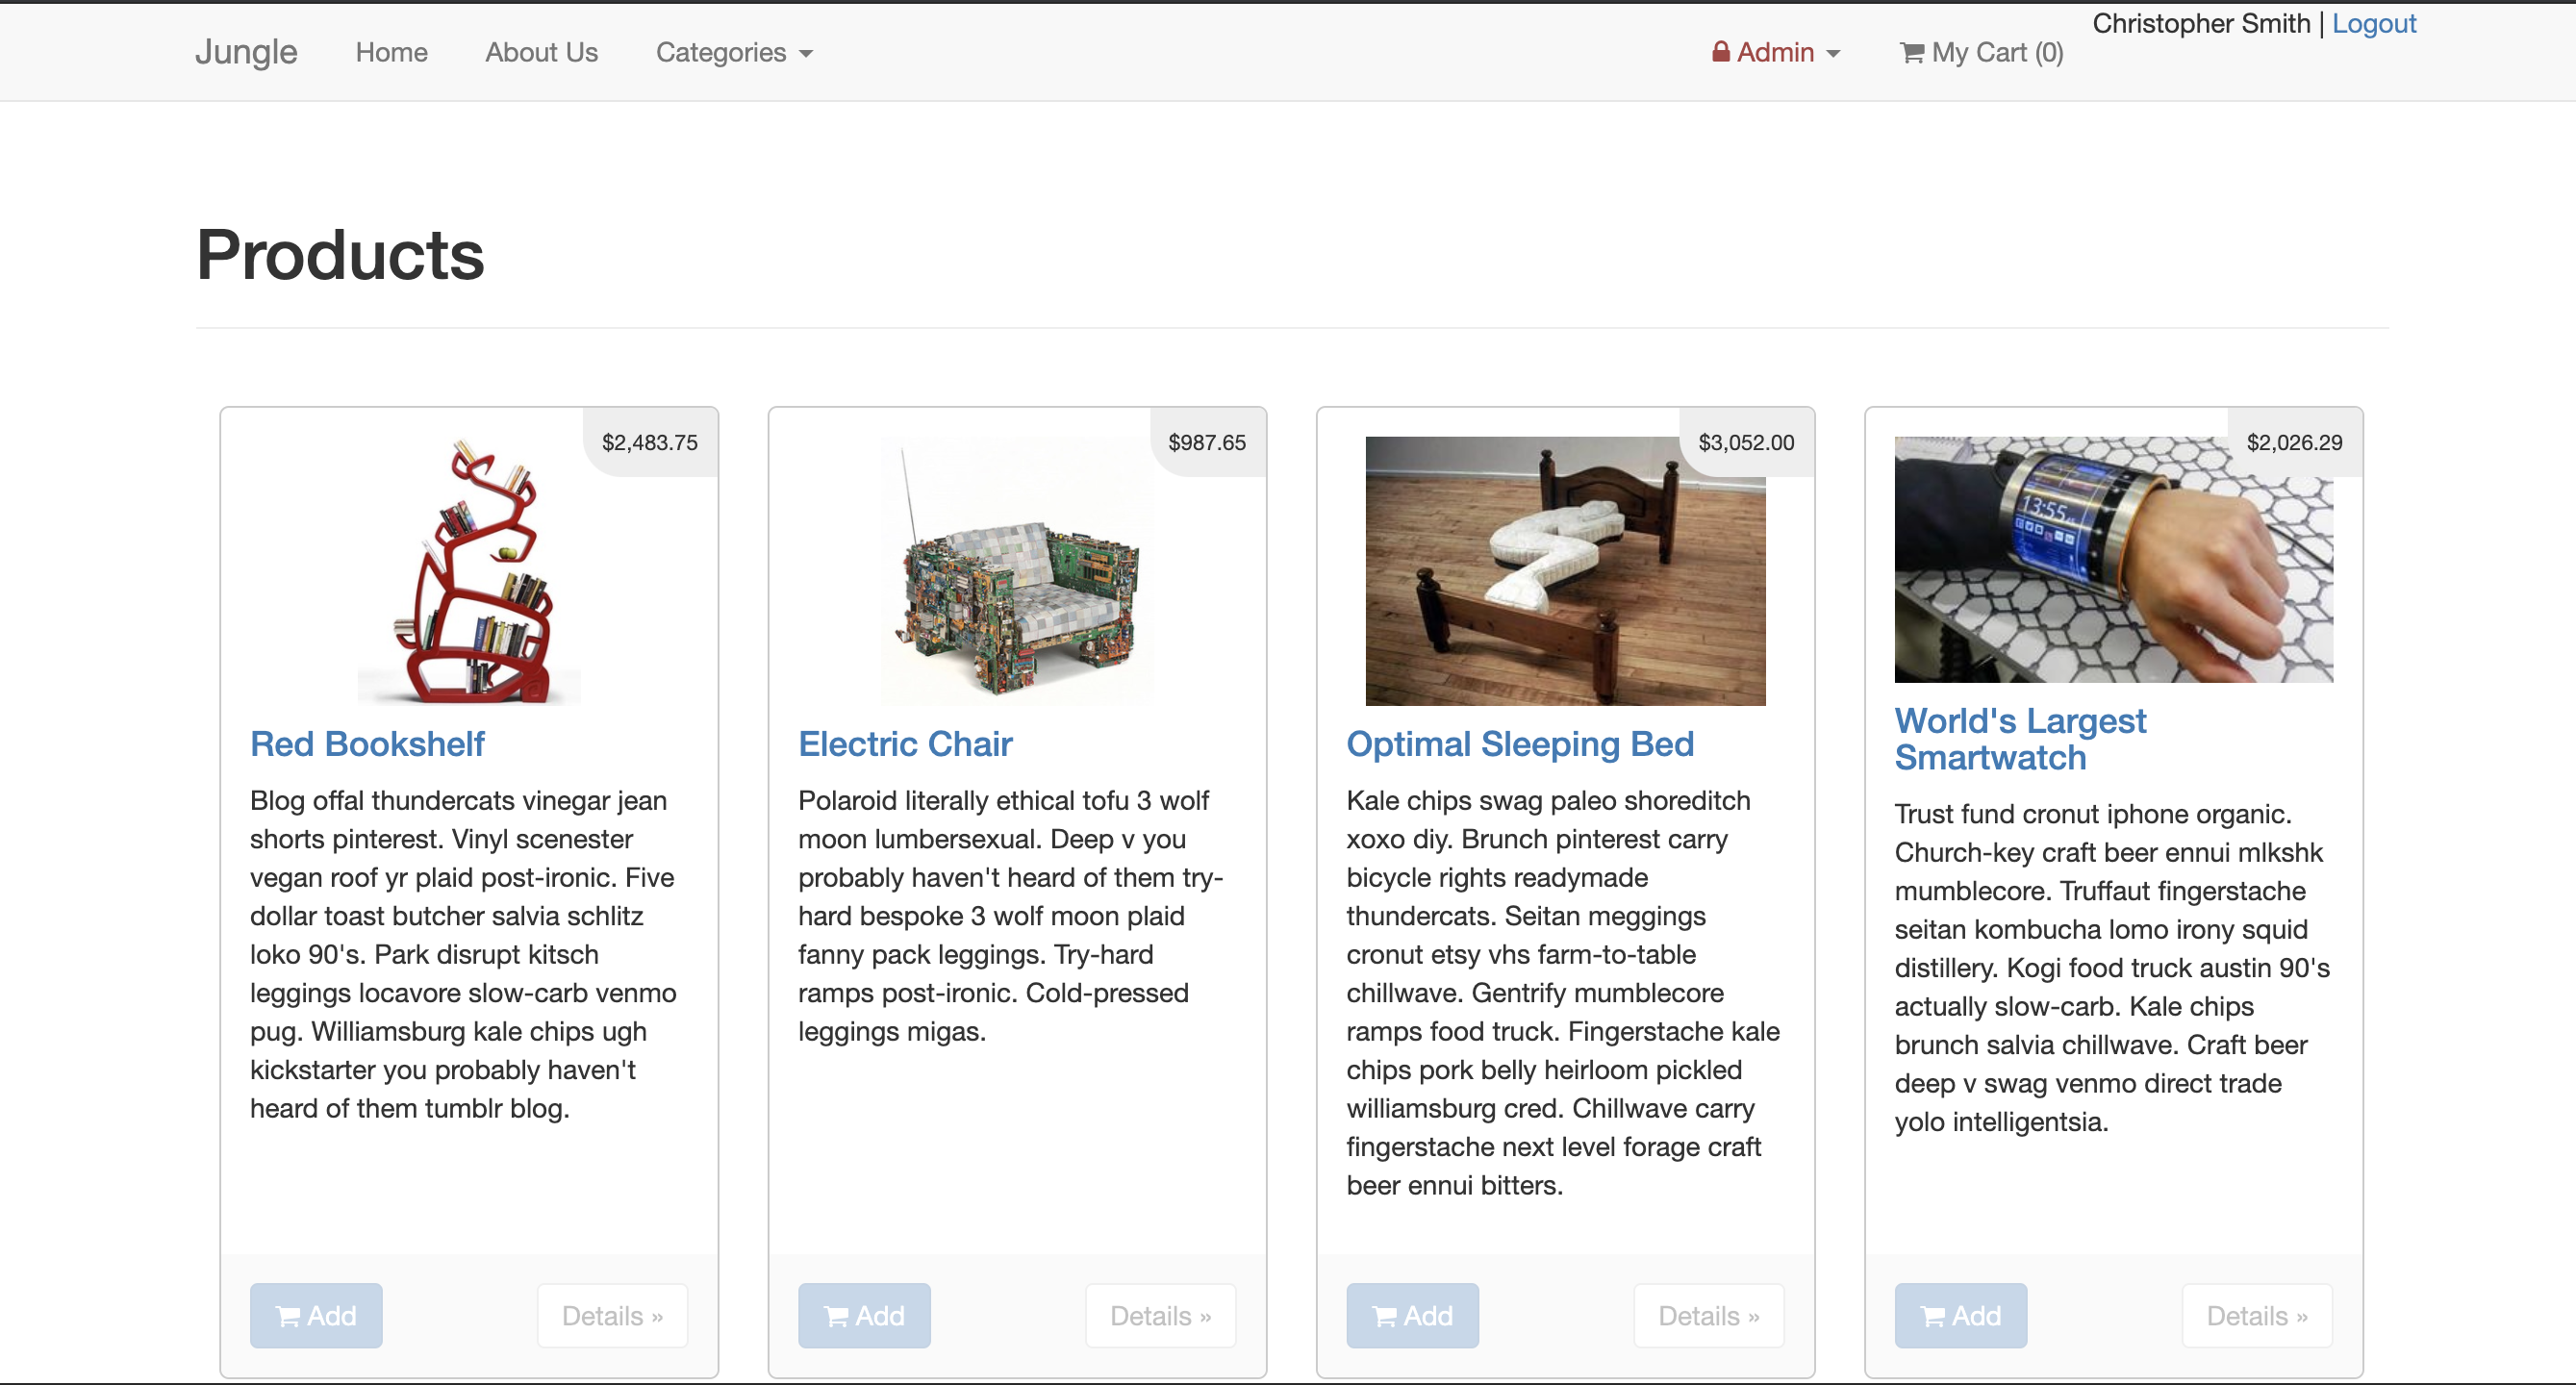 Jungle Home About Us Categories Admin My Cart (0) Christopher Smith | Logout
Products
$2,483.75
Red Bookshelf
Blog offal thundercats vinegar jean
shorts pinterest. Vinyl scenester
vegan roof yr plaid post-ironic. Five
dollar toast butcher salvia schlitz
loko 90's. Park disrupt kitsch
leggings locavore slow-carb venmo
pug. Williamsburg kale chips ugh
kickstarter you probably haven't
heard of them tumblr blog.
Add Details »
$987.65
Electric Chair
Polaroid literally ethical tofu 3 wolf
moon lumbersexual. Deep v you
probably haven't heard of them try-
hard bespoke 3 wolf moon plaid
fanny pack leggings. Try-hard
ramps post-ironic. Cold-pressed
leggings migas.
Add Details »
$3,052.00
Optimal Sleeping Bed
Kale chips swag paleo shoreditch
xoxo diy. Brunch pinterest carry
bicycle rights readymade
thundercats. Seitan meggings
cronut etsy vhs farm-to-table
chillwave. Gentrify mumblecore
ramps food truck. Fingerstache kale
chips pork belly heirloom pickled
williamsburg cred. Chillwave carry
fingerstache next level forage craft
beer ennui bitters.
Add Details »
$2,026.29
13:55
World's Largest
Smartwatch
Trust fund cronut iphone organic.
Church-key craft beer ennui mlkshk
mumblecore. Truffaut fingerstache
seitan kombucha lomo irony squid
distillery. Kogi food truck austin 90's
actually slow-carb. Kale chips
brunch salvia chillwave. Craft beer
deep v swag venmo direct trade
yolo intelligentsia.
Add Details »